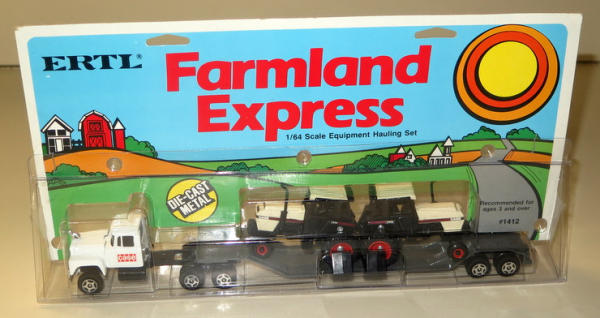 ERTL®
Farmland
Express
1/64 Scale Equipment Hauling Set
DIE-CAST
METAL
Recommended for
ages 3 and over
#1412
CASE